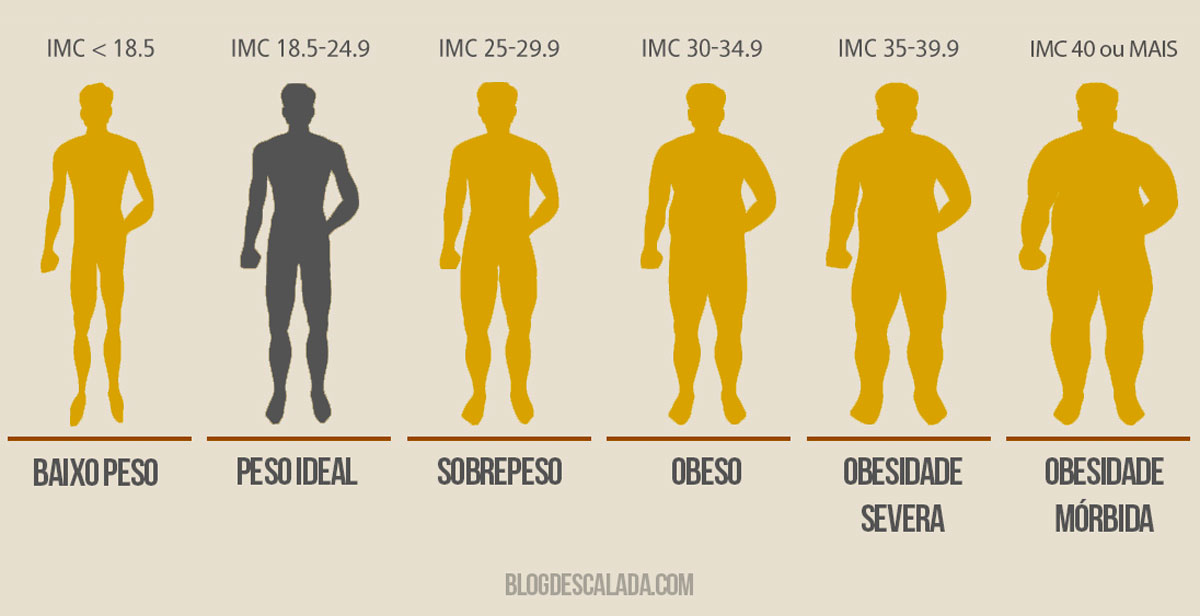 IMC < 18.5
IMC 18.5-24.9
IMC 25-29.9
IMC 30-34.9
IMC 35-39.9
IMC 40 ou MAIS
BAIXO PESO
PESO IDEAL
SOBREPESO
OBESO
OBESIDADE
SEVERA
OBESIDADE
MÓRBIDA
BLOGDESCALADA.COM